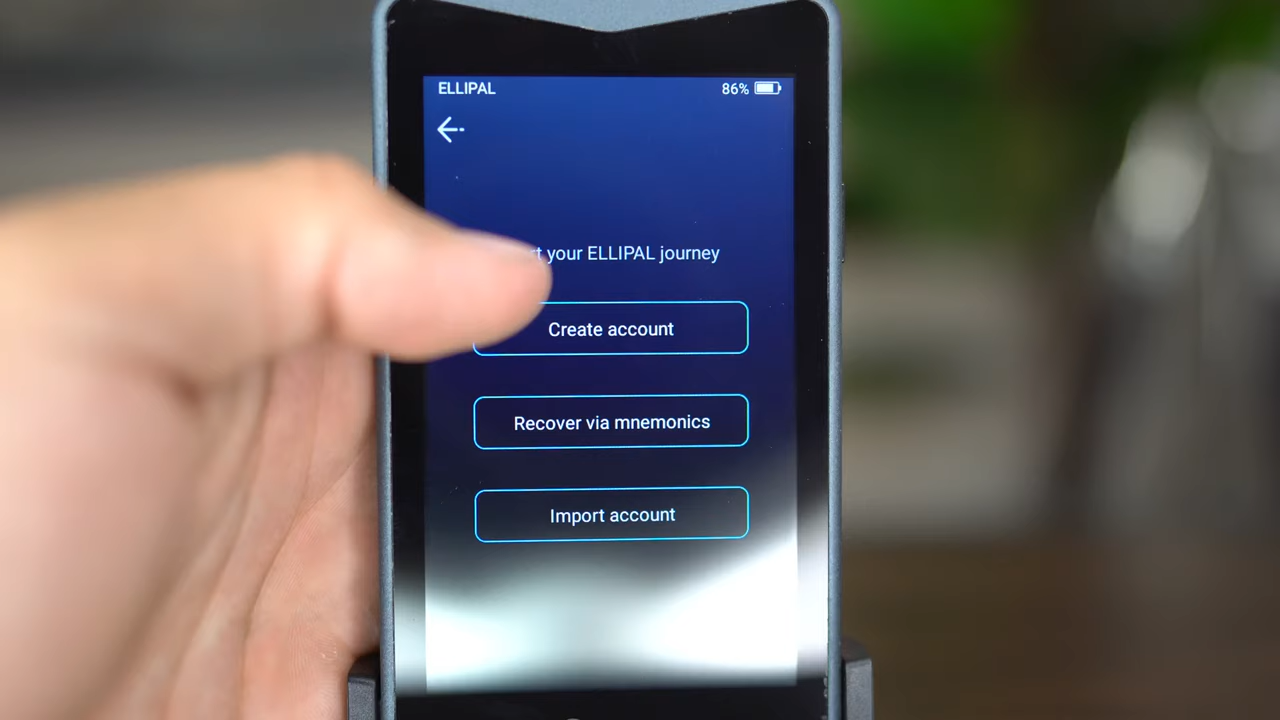 ELLIPAL 86%
your ELLIPAL journey
Create account
Recover via mnemonics
Import account